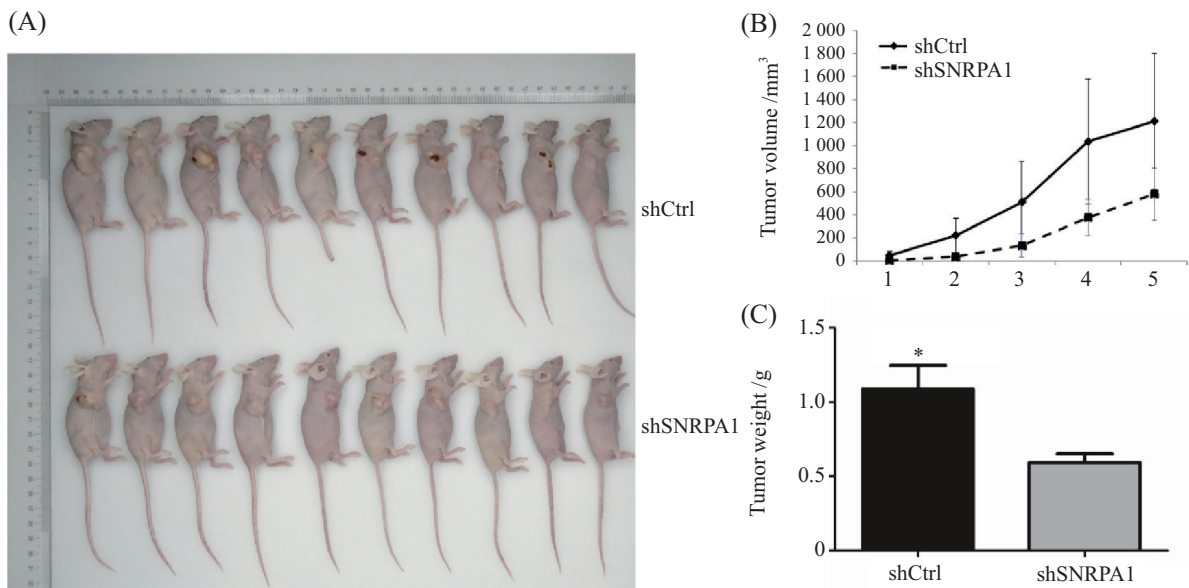 (A)
shCtrl
shSNRPA1
(B)
2 000
1 800
1 600
1 400
1 200
1 000
800
600
400
200
0
Tumor volume /mm³
shCtrl
shSNRPA1
1 2 3 4 5
(C)
1.5
1.0
0.5
0
Tumor weight /g
*
shCtrl
shSNRPA1